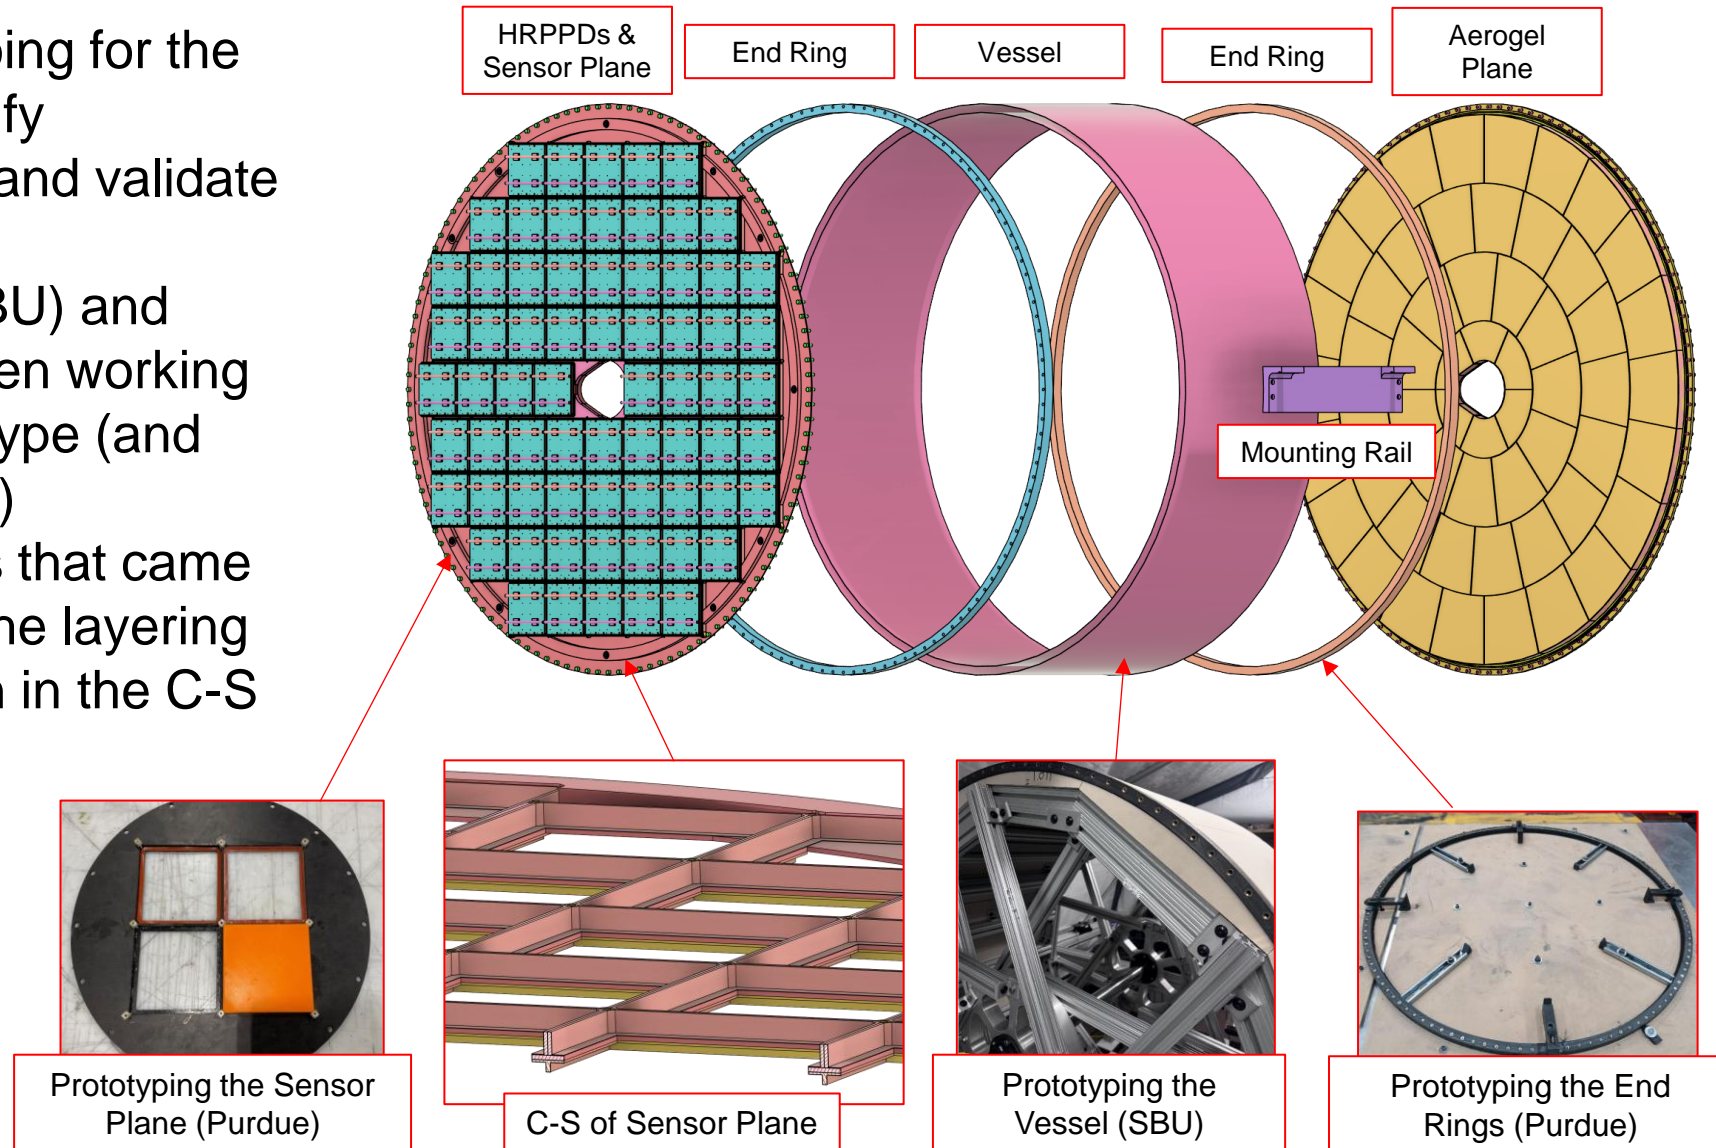 ing for the
fy
and validate
BU) and
en working
ype (and
)
s that came
he layering
in the C-S
HRPPDs &
Sensor Plane
End Ring
Vessel
End Ring
Aerogel
Plane
Mounting Rail
Prototyping the Sensor
Plane (Purdue)
C-S of Sensor Plane
Prototyping the
Vessel (SBU)
Prototyping the End
Rings (Purdue)